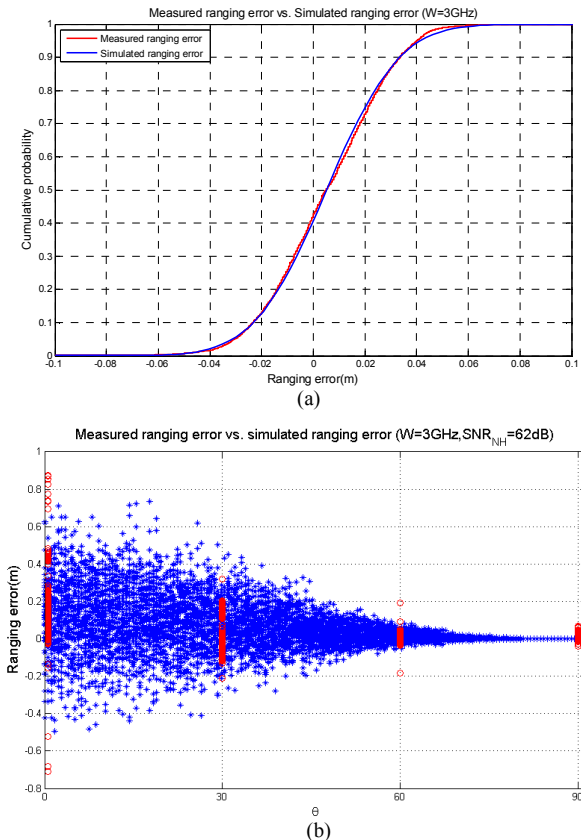 Measured ranging error vs. Simulated ranging error (W=3GHz)
Measured ranging error
Simulated ranging error
Cumulative probability
1
0.9
0.8
0.7
0.6
0.5
0.4
0.3
0.2
0.1
0
-0.1 -0.08 -0.06 -0.04 -0.02 0 0.02 0.04 0.06 0.08 0.1
Ranging error(m)
(a)
Measured ranging error vs. simulated ranging error (W=3GHz,SNR_NH=62dB)
Ranging error(m)
1
0.8
0.6
0.4
0.2
0.0
-0.2
-0.4
-0.6
-0.8
0 30 60 90
Θ
(b)